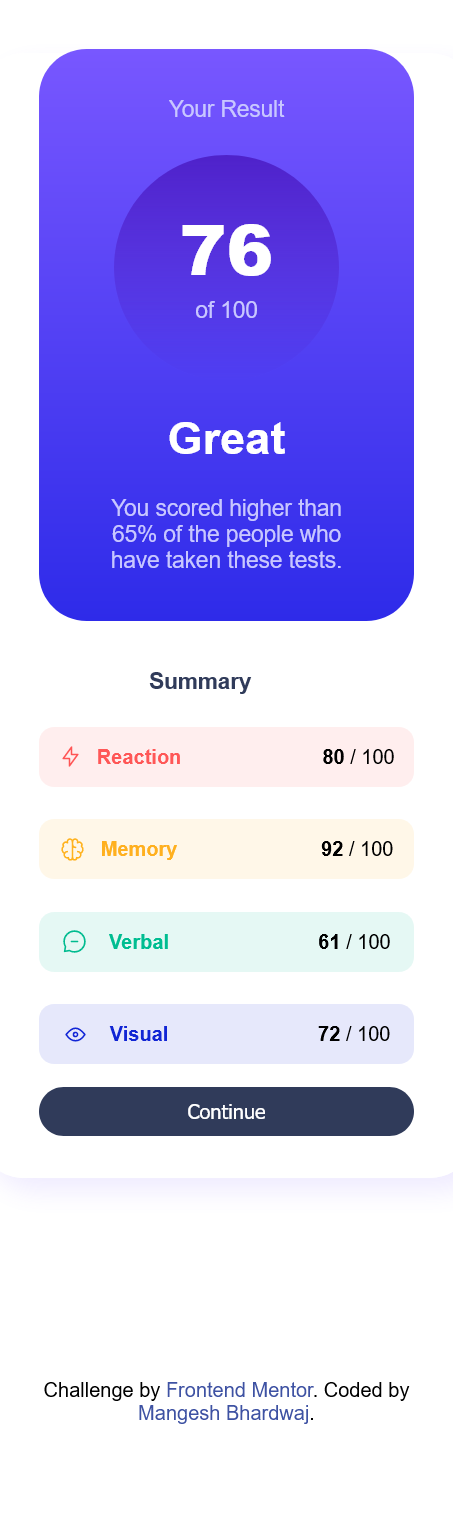 Your Result
76
of 100
Great
You scored higher than
65% of the people who
have taken these tests.
Summary
Reaction 80 / 100
Memory 92 / 100
Verbal 61 / 100
Visual 72 / 100
Continue
Challenge by Frontend Mentor. Coded by
Mangesh Bhardwaj.